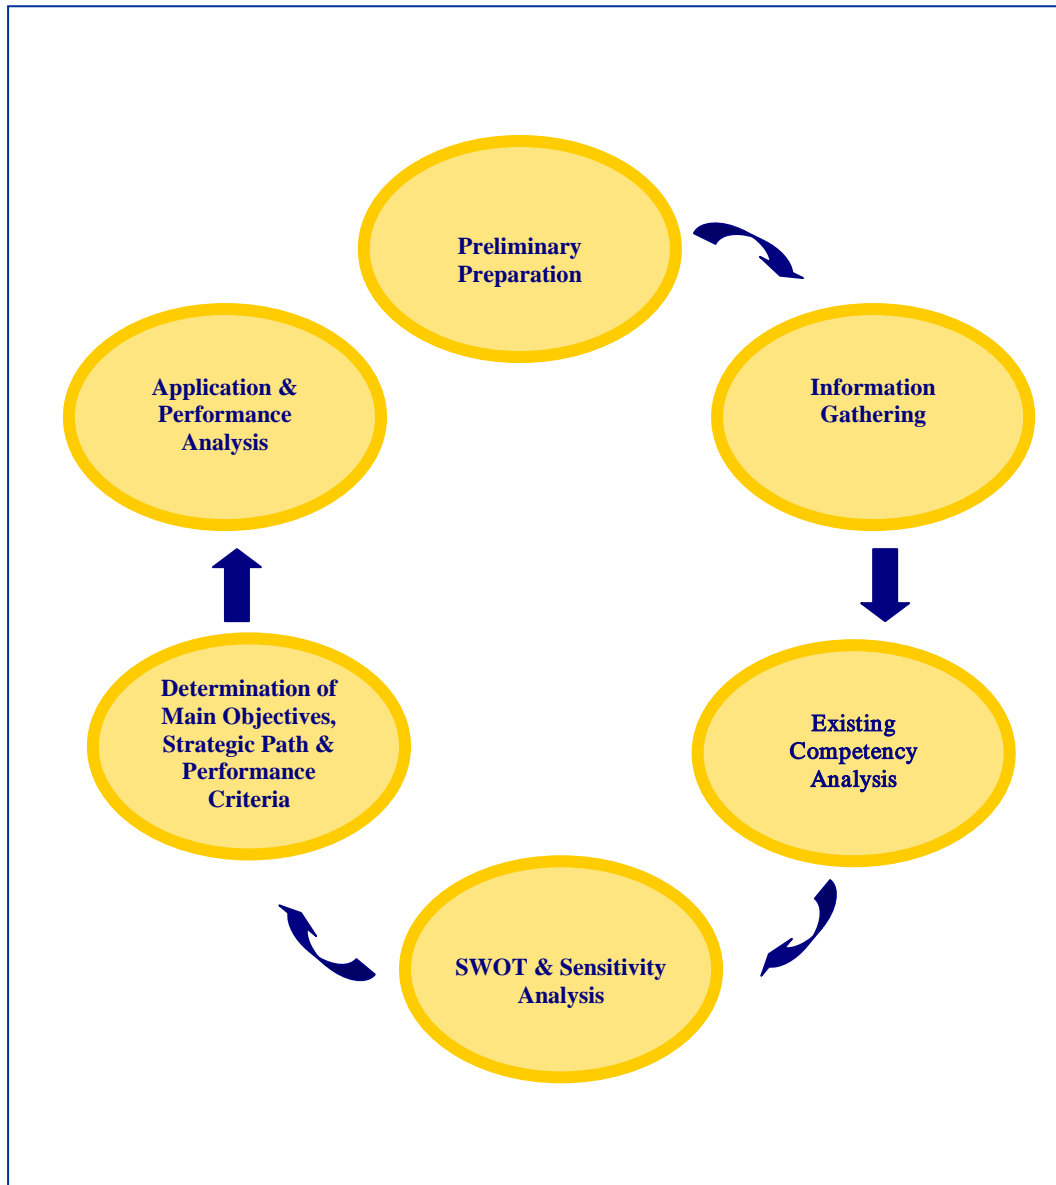 Preliminary
Preparation
Information
Gathering
Existing
Competency
Analysis
SWOT & Sensitivity
Analysis
Determination of
Main Objectives,
Strategic Path &
Performance
Criteria
Application &
Performance
Analysis